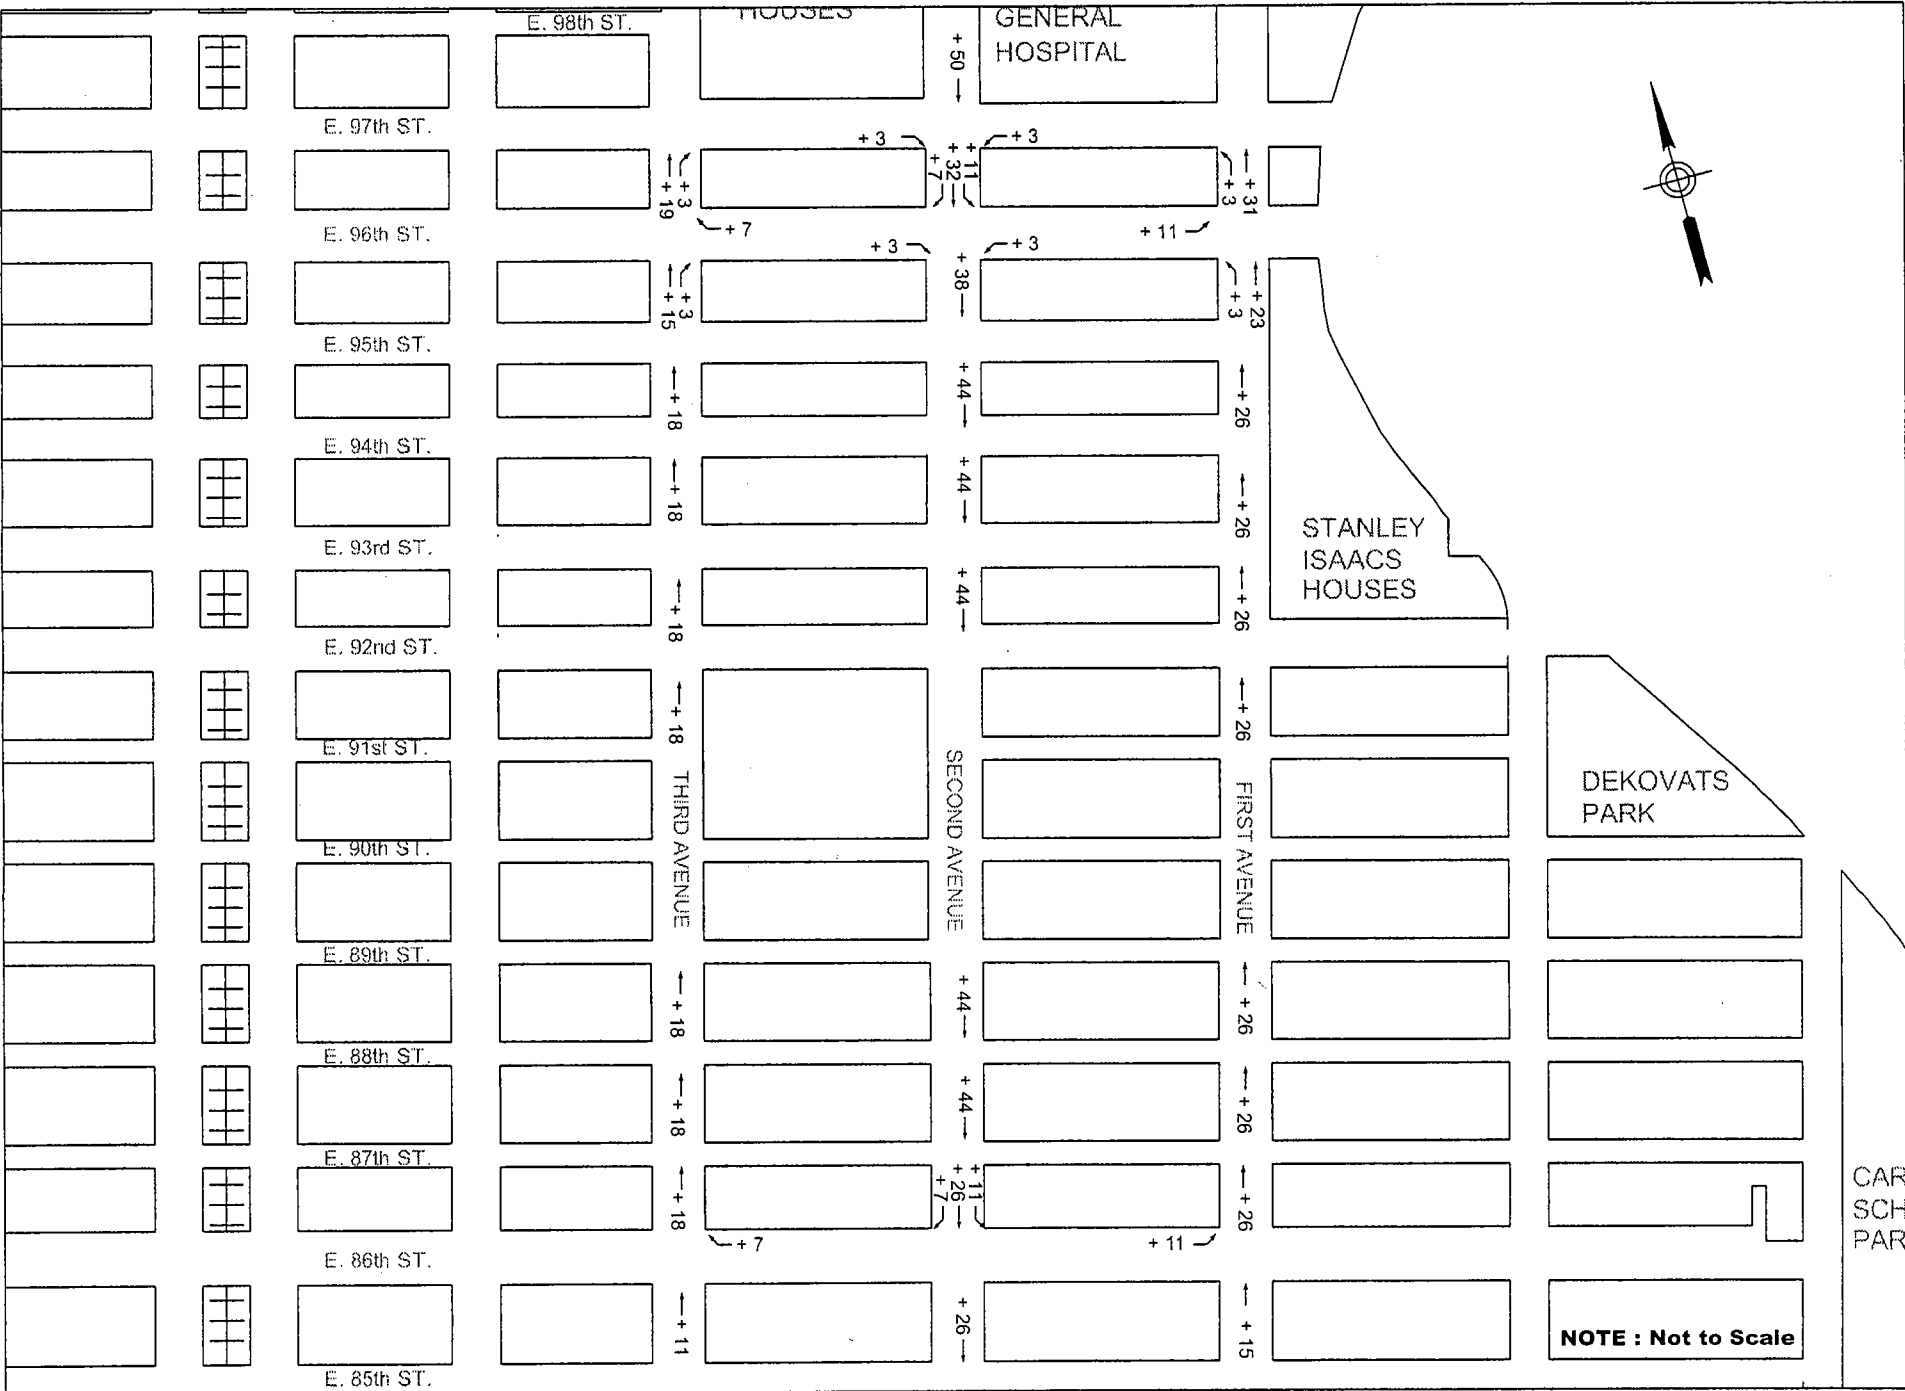 HOUSES
GENERAL
HOSPITAL
E. 98th ST.
+ 50
E. 97th ST.
+ 3
+ 3
+ 19
+ 3
+ 7
+ 32
+ 11
+ 3
+ 31
E. 96th ST.
+ 7
+ 11
+ 3
+ 3
+ 15
+ 3
+ 38
+ 3
+ 23
E. 95th ST.
+ 18
+ 44
+ 26
E. 94th ST.
+ 18
+ 44
+ 26
STANLEY
ISAACS
HOUSES
E. 93rd ST.
+ 18
+ 44
+ 26
E. 92nd ST.
+ 18
+ 26
E. 91st ST.
THIRD AVENUE
SECOND AVENUE
FIRST AVENUE
DEKOVATS
PARK
E. 90th ST.
E. 89th ST.
+ 18
+ 44
+ 26
E. 88th ST.
+ 18
+ 44
+ 26
E. 87th ST.
+ 18
+ 7
+ 26
+ 11
+ 26
CAR
SCH
PAR
+ 7
+ 11
E. 86th ST.
+ 11
+ 26
+ 15
NOTE : Not to Scale
E. 85th ST.